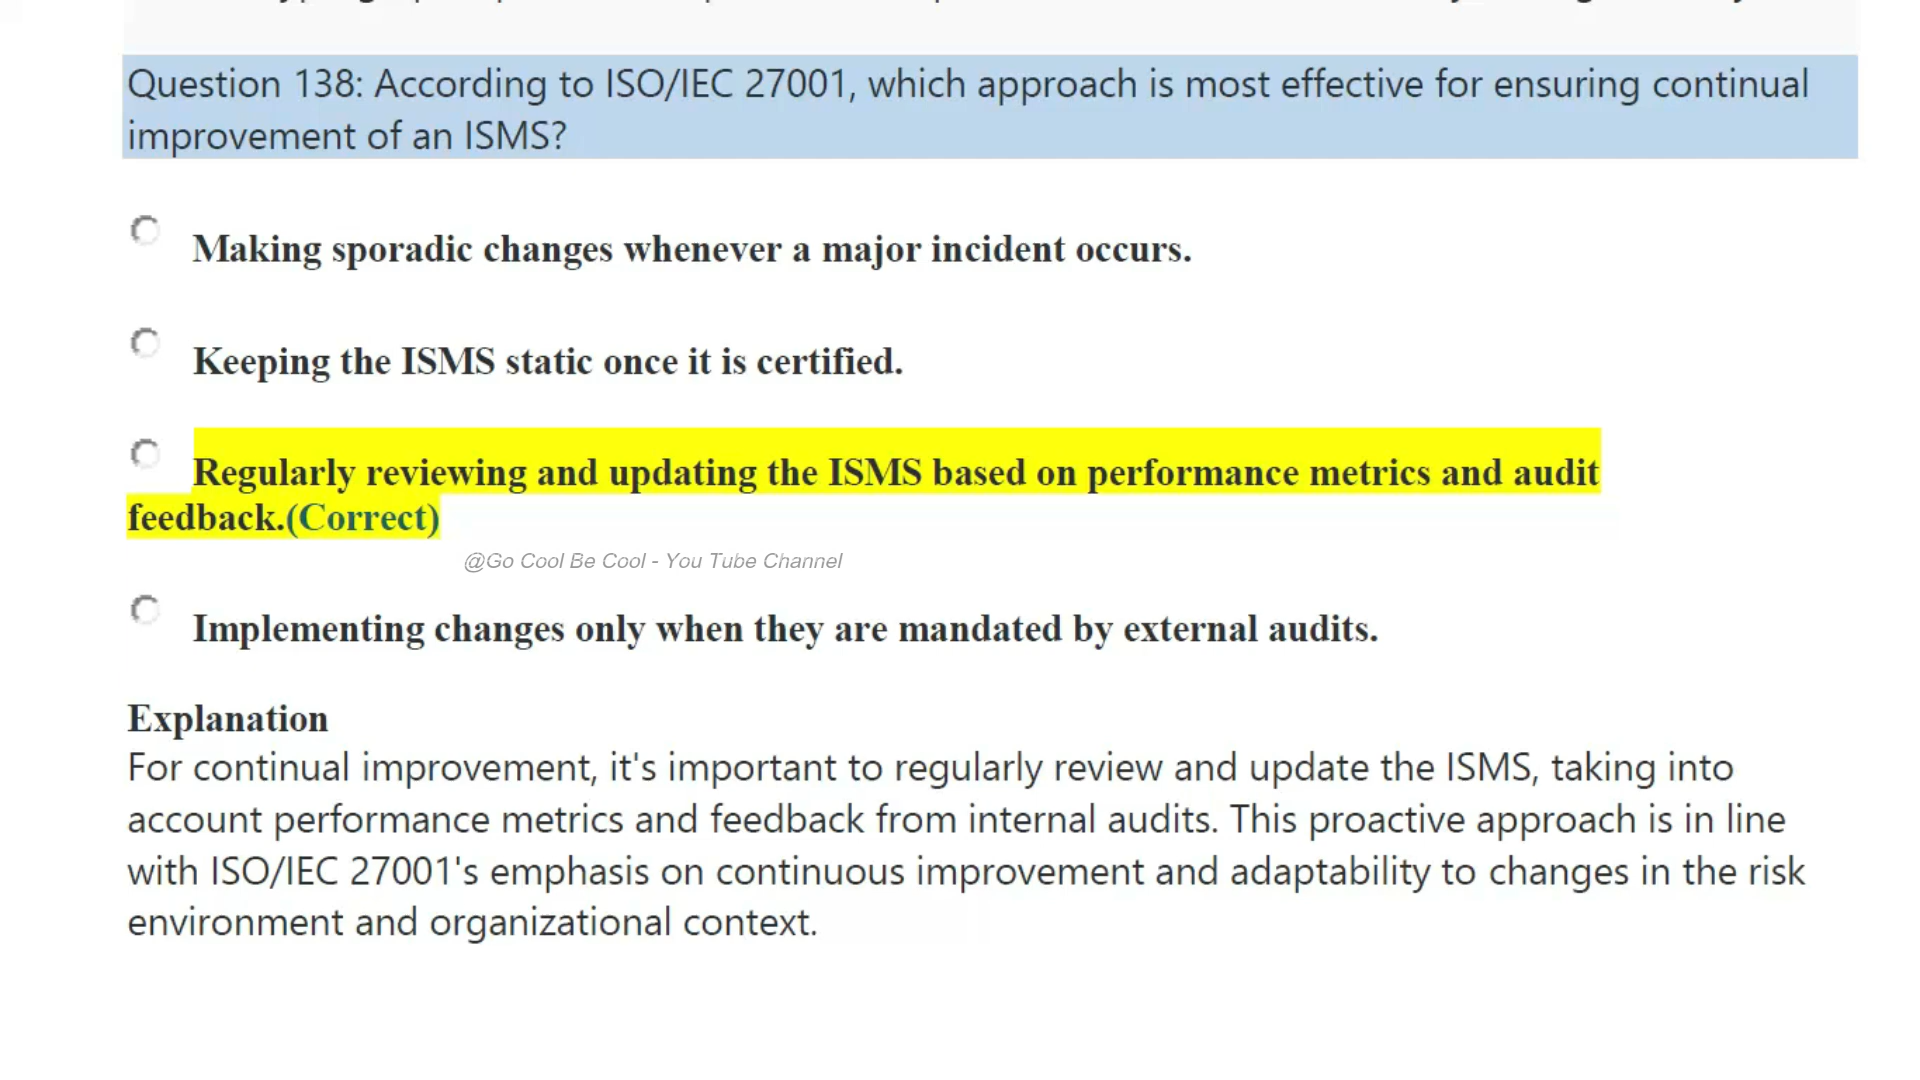 Question 138: According to ISO/IEC 27001, which approach is most effective for ensuring continual
improvement of an ISMS?
Making sporadic changes whenever a major incident occurs.
Keeping the ISMS static once it is certified.
Regularly reviewing and updating the ISMS based on performance metrics and audit
feedback.(Correct)
@Go Cool Be Cool - You Tube Channel
Implementing changes only when they are mandated by external audits.
Explanation
For continual improvement, it's important to regularly review and update the ISMS, taking into
account performance metrics and feedback from internal audits. This proactive approach is in line
with ISO/IEC 27001's emphasis on continuous improvement and adaptability to changes in the risk
environment and organizational context.